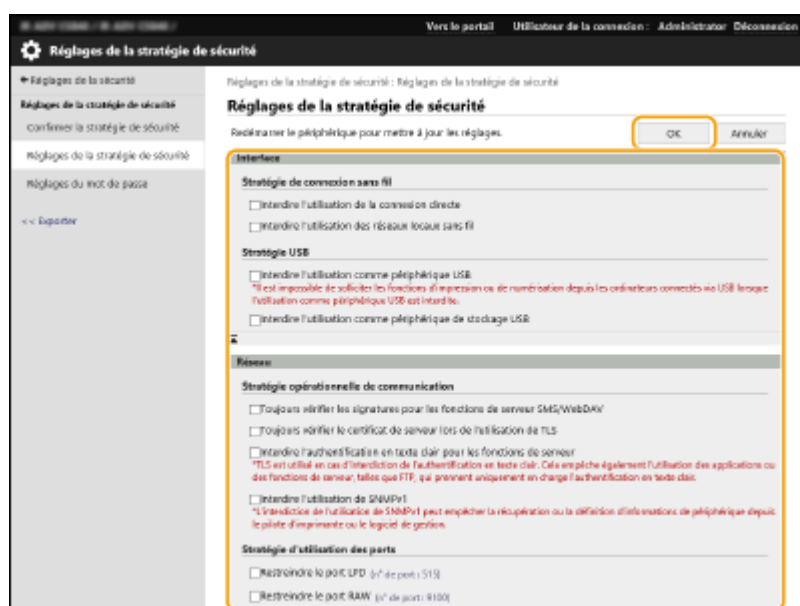 Vers le portail Utilisateur de la connexion : Administrator Déconnexion
Réglages de la stratégie de sécurité
Réglages de la sécurité
Réglages de la stratégie de sécurité
Confirmer la stratégie de sécurité
Réglages de la stratégie de sécurité
Réglages du mot de passe
<< Exporter
Réglages de la stratégie de sécurité : Réglages de la stratégie de sécurité
Réglages de la stratégie de sécurité
Redémarrer le périphérique pour mettre à jour les réglages.
OK Annuler
Interface
Stratégie de connexion sans fil
Interdire l'utilisation de la connexion directe
Interdire l'utilisation des réseaux locaux sans fil
Stratégie USB
Interdire l'utilisation comme périphérique USB
*Il est impossible de solliciter les fonctions d'impression ou de numérisation depuis les ordinateurs connectés via USB lorsque
l'utilisation comme périphérique USB est interdite.
Interdire l'utilisation comme périphérique de stockage USB
Réseau
Stratégie opérationnelle de communication
Toujours vérifier les signatures pour les fonctions de serveur SMS/WebDAV
Toujours vérifier le certificat de serveur lors de l'utilisation de TLS
Interdire l'authentification en texte clair pour les fonctions de serveur
*TLS est utilisé en cas d'interdiction de l'authentification en texte clair. Cela empêche également l'utilisation des applications ou
des fonctions de serveur, telles que FTP, qui prennent uniquement en charge l'authentification en texte clair.
Interdire l'utilisation de SNMPv1
*L'interdiction de l'utilisation de SNMPv1 peut empêcher la récupération ou la définition d'informations de périphérique depuis
le pilote d'imprimante ou le logiciel de gestion.
Stratégie d'utilisation des ports
Restreindre le port LPD (n° de port : 515)
Restreindre le port RAW (n° de port : 9100)